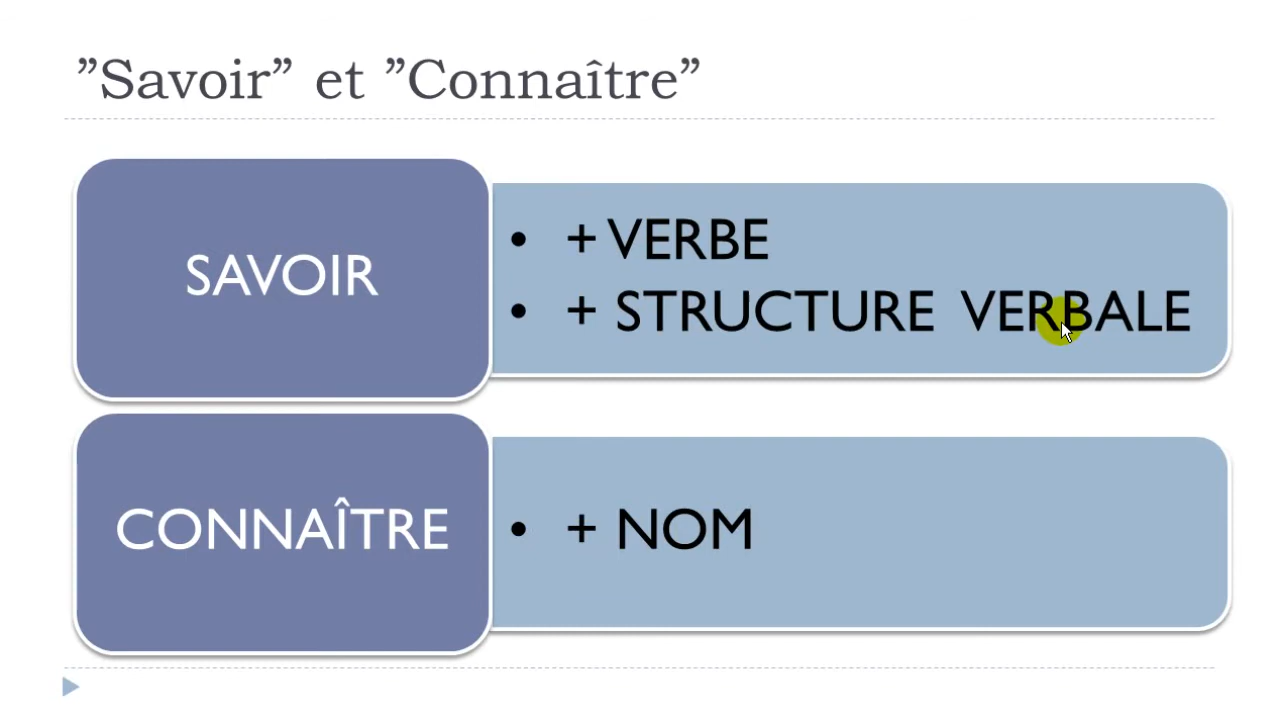 ”Savoir” et ”Connaître”
SAVOIR
• + VERBE
• + STRUCTURE VERBALE
CONNAÎTRE
• + NOM